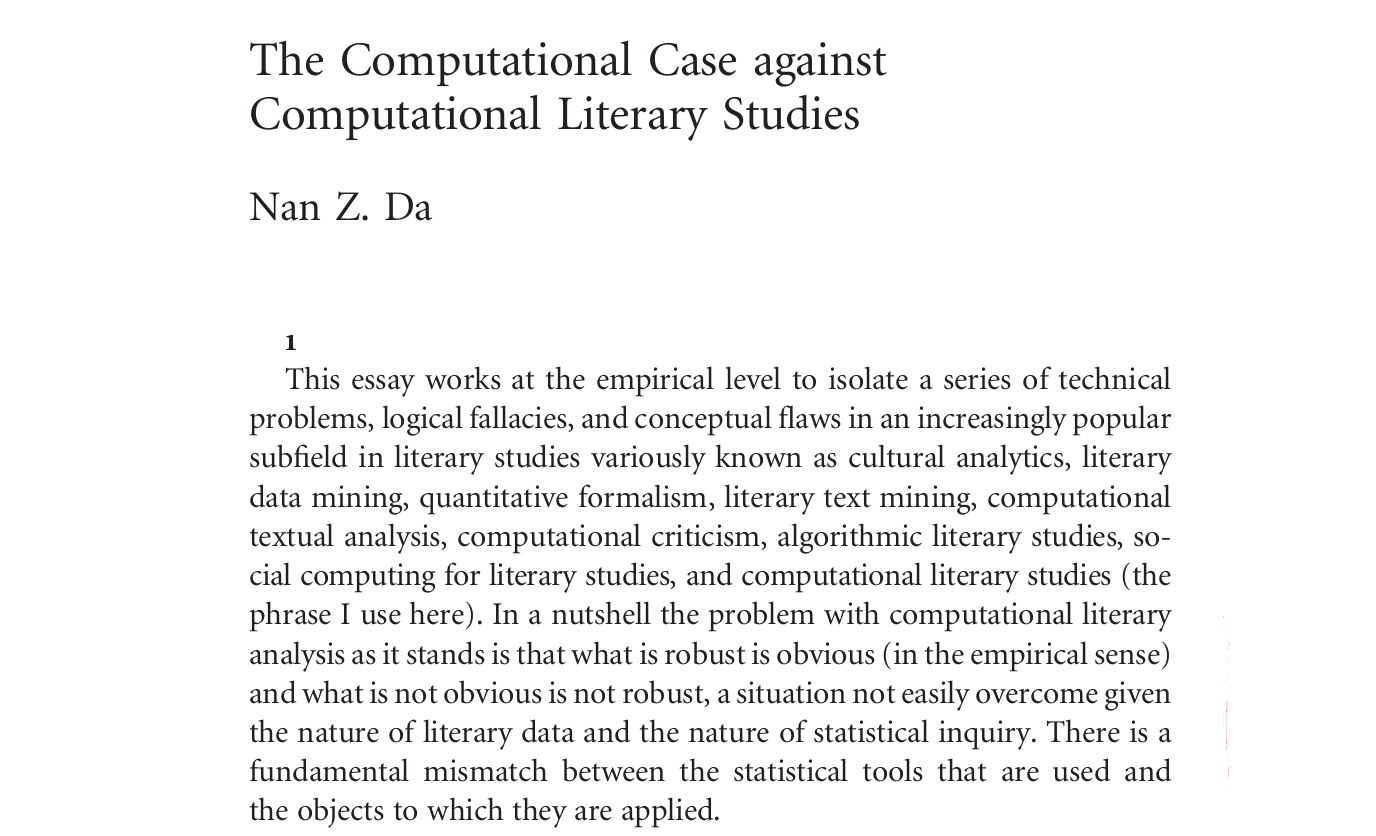 The Computational Case against
Computational Literary Studies
Nan Z. Da
1
This essay works at the empirical level to isolate a series of technical
problems, logical fallacies, and conceptual flaws in an increasingly popular
subfield in literary studies variously known as cultural analytics, literary
data mining, quantitative formalism, literary text mining, computational
textual analysis, computational criticism, algorithmic literary studies, so-
cial computing for literary studies, and computational literary studies (the
phrase I use here). In a nutshell the problem with computational literary
analysis as it stands is that what is robust is obvious (in the empirical sense)
and what is not obvious is not robust, a situation not easily overcome given
the nature of literary data and the nature of statistical inquiry. There is a
fundamental mismatch between the statistical tools that are used and
the objects to which they are applied.